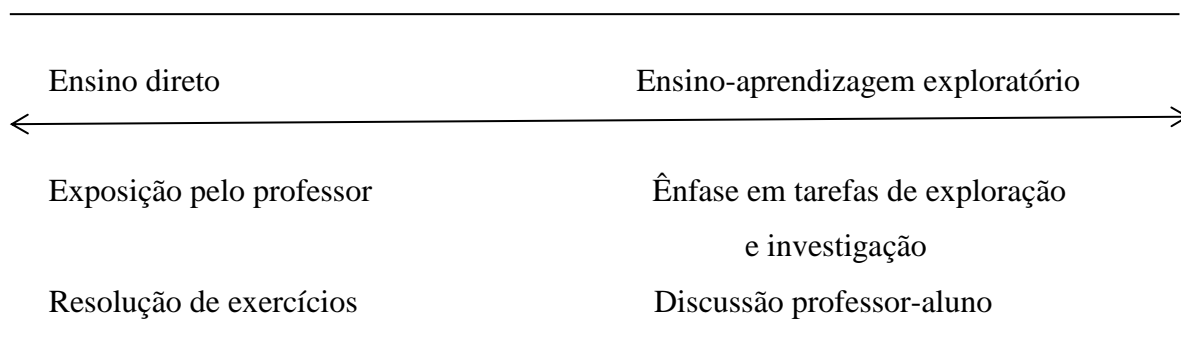 Ensino direto Ensino-aprendizagem exploratório
Exposição pelo professor Ênfase em tarefas de exploração
e investigação
Resolução de exercícios Discussão professor-aluno